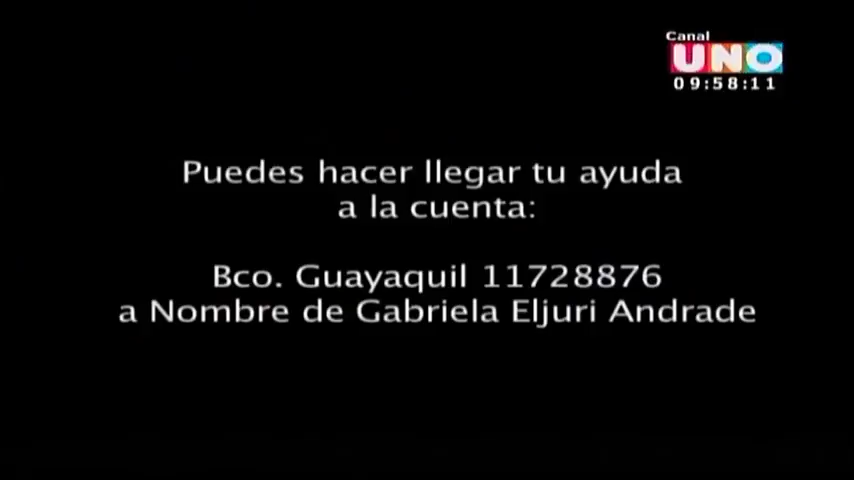 Canal
UNO
09:58:11
Puedes hacer llegar tu ayuda
a la cuenta:
Bco. Guayaquil 11728876
a Nombre de Gabriela Eljuri Andrade